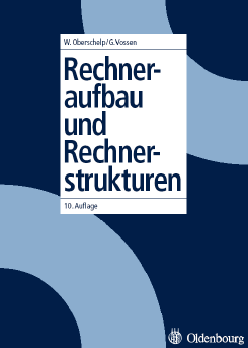 W. Oberschelp/G.Vossen
Rechner-
aufbau
und
Rechner-
strukturen
10. Auflage
Oldenbourg